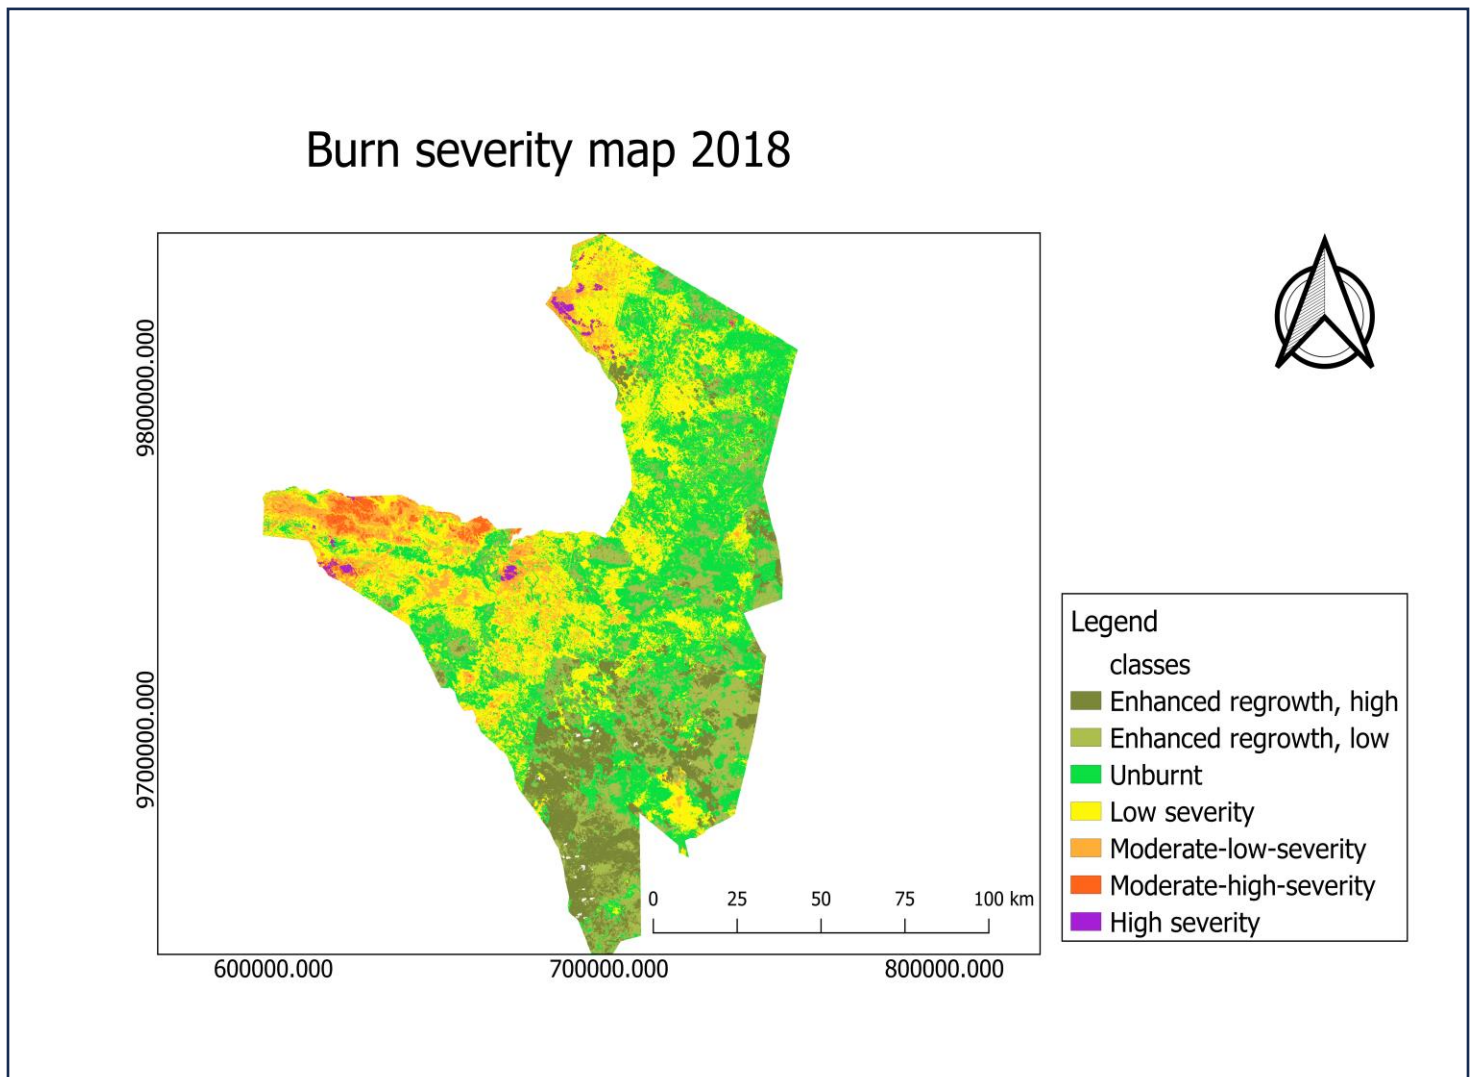 Burn severity map 2018
9800000.000
9700000.000
600000.000
700000.000
800000.000
0 25 50 75 100 km
Legend
classes
Enhanced regrowth, high
Enhanced regrowth, low
Unburnt
Low severity
Moderate-low-severity
Moderate-high-severity
High severity